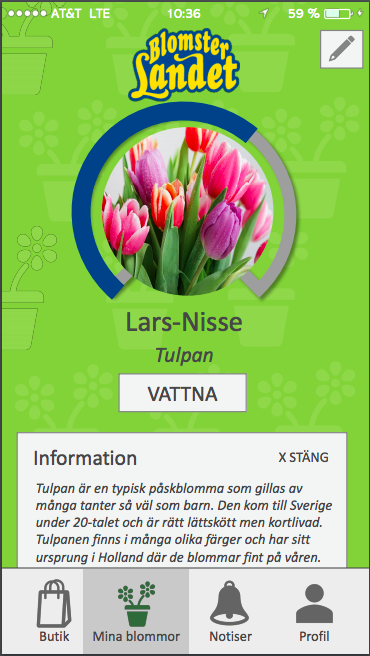 AT&T LTE 10:36 59 %
Blomster
Landet
Lars-Nisse
Tulpan
VATTNA
Information X STÄNG
Tulpan är en typisk påskblomma som gillas av
många tanter så väl som barn. Den kom till Sverige
under 20-talet och är rätt lättskött men kortlivad.
Tulpanen finns i många olika färger och har sitt
ursprung i Holland där de blommar fint på våren.
Butik Mina blommor Notiser Profil